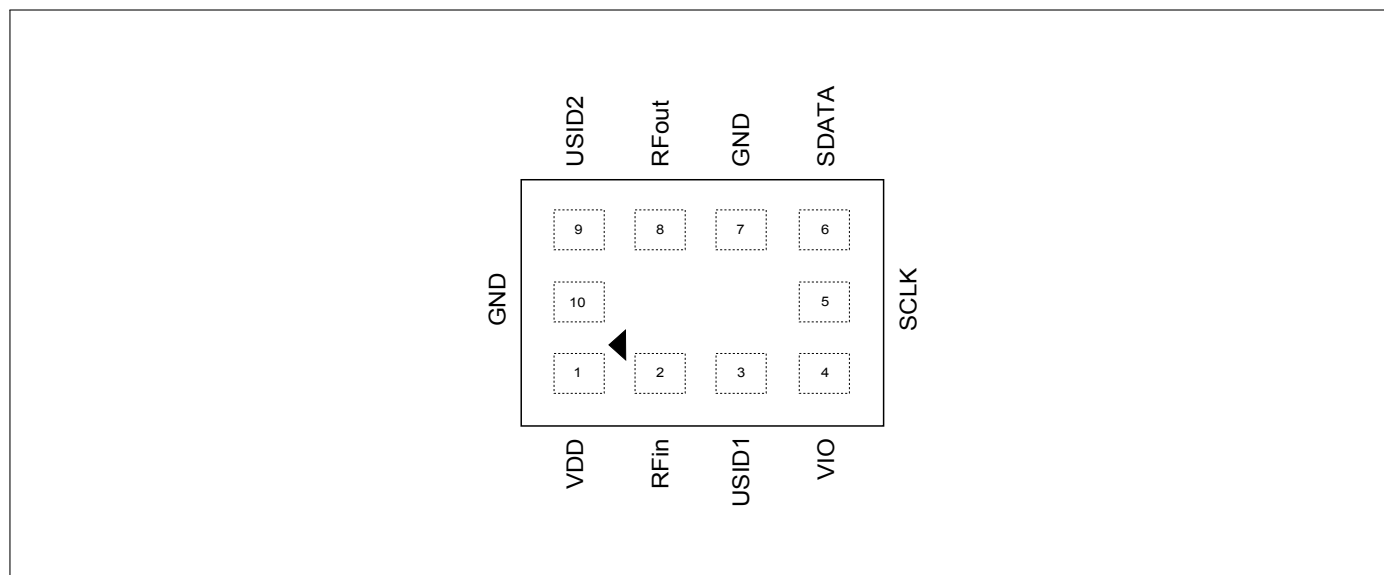 USID2 RFout GND SDATA
9 8 7 6
GND 10 5 SCLK
1 2 3 4
VDD RFin USID1 VIO